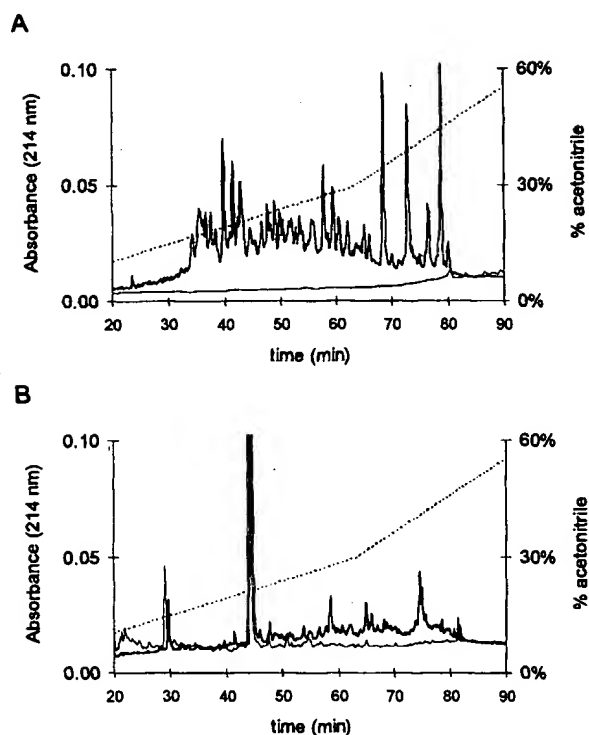 A
Absorbance (214 nm)
0.10
0.05
0.00
60%
30%
0%
% acetonitrile
20 30 40 50 60 70 80 90
time (min)
B
Absorbance (214 nm)
0.10
0.05
0.00
60%
30%
0%
% acetonitrile
20 30 40 50 60 70 80 90
time (min)